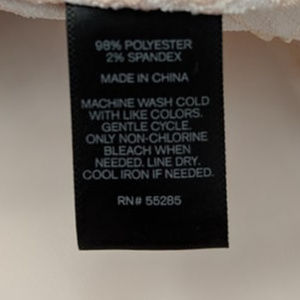 98% POLYESTER
2% SPANDEX
MADE IN CHINA
MACHINE WASH COLD
WITH LIKE COLORS.
GENTLE CYCLE.
ONLY NON-CHLORINE
BLEACH WHEN
NEEDED. LINE DRY.
COOL IRON IF NEEDED.
RN# 55285